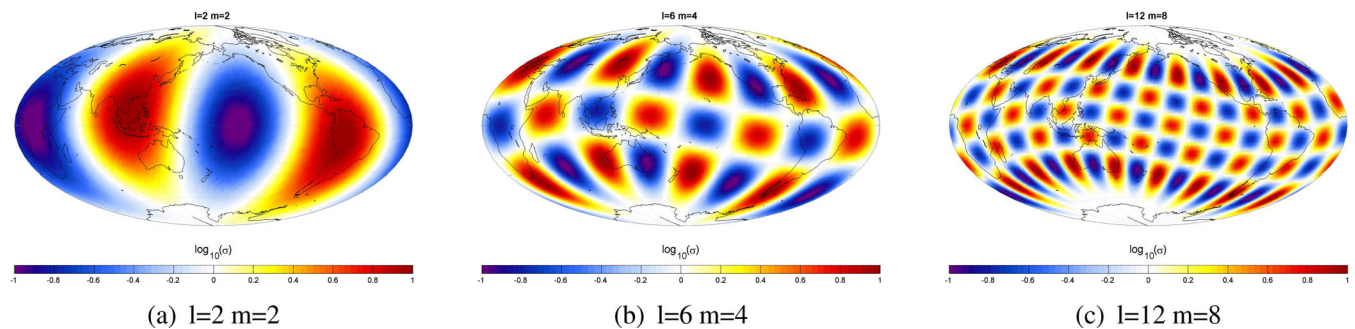 l=2 m=2
log10(σ)
-1 -0.8 -0.6 -0.4 -0.2 0 0.2 0.4 0.6 0.8 1
(a) l=2 m=2
l=6 m=4
log10(σ)
-1 -0.8 -0.6 -0.4 -0.2 0 0.2 0.4 0.6 0.8 1
(b) l=6 m=4
l=12 m=8
log10(σ)
-1 -0.8 -0.6 -0.4 -0.2 0 0.2 0.4 0.6 0.8 1
(c) l=12 m=8